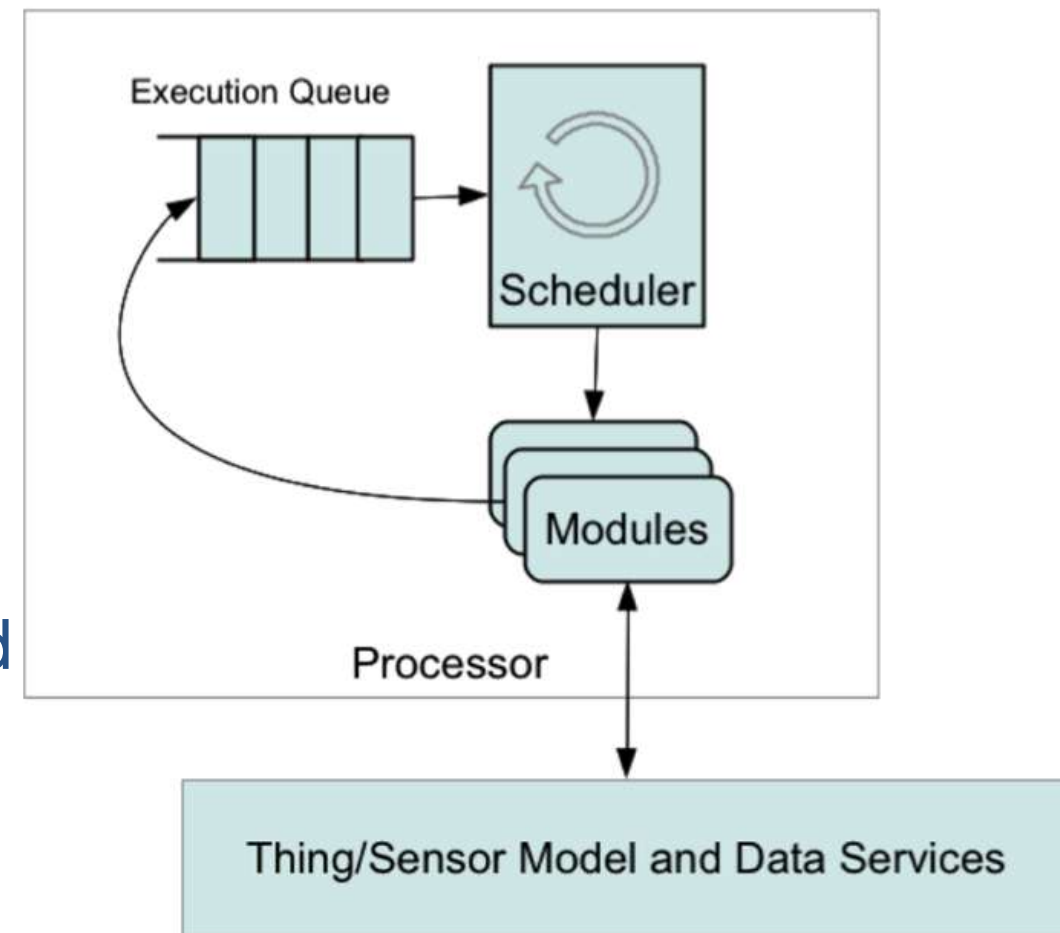 Execution Queue
Scheduler
Modules
d
Processor
Thing/Sensor Model and Data Services